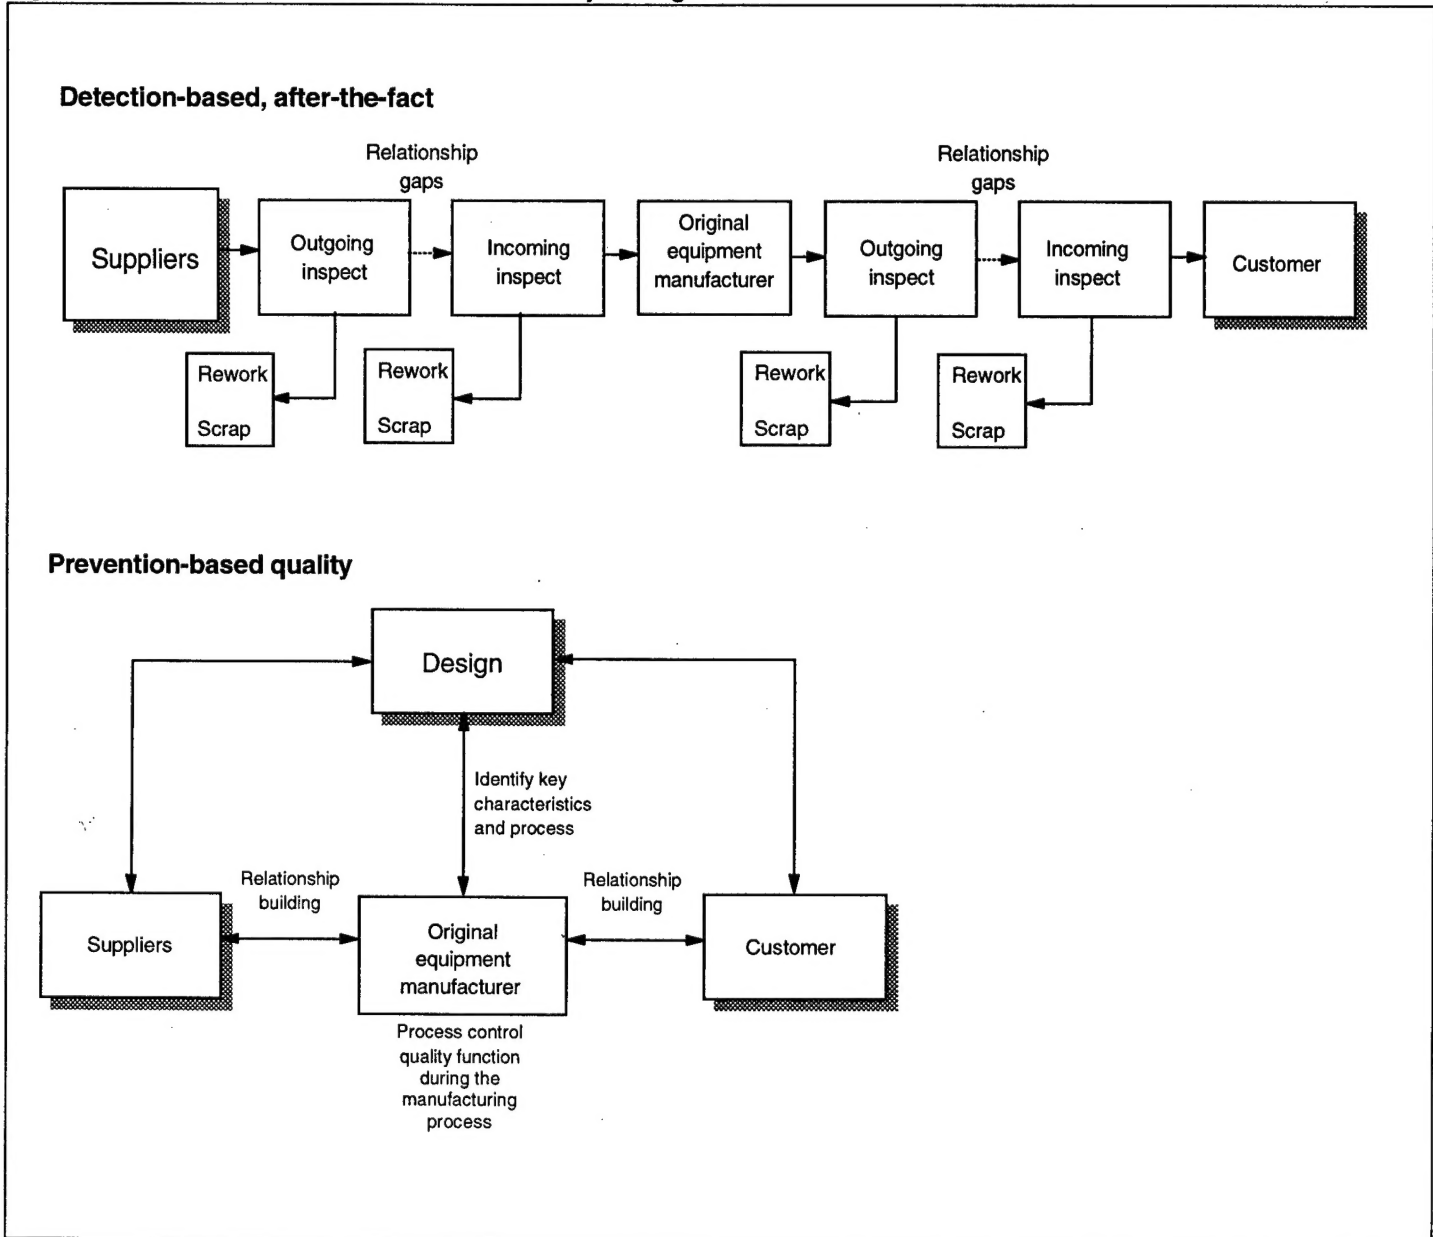 Detection-based, after-the-fact
Relationship
gaps
Relationship
gaps
Suppliers
Outgoing
inspect
Incoming
inspect
Original
equipment
manufacturer
Outgoing
inspect
Incoming
inspect
Customer
Rework
Scrap
Rework
Scrap
Rework
Scrap
Rework
Scrap
Prevention-based quality
Design
Identify key
characteristics
and process
Relationship
building
Relationship
building
Suppliers
Original
equipment
manufacturer
Customer
Process control
quality function
during the
manufacturing
process